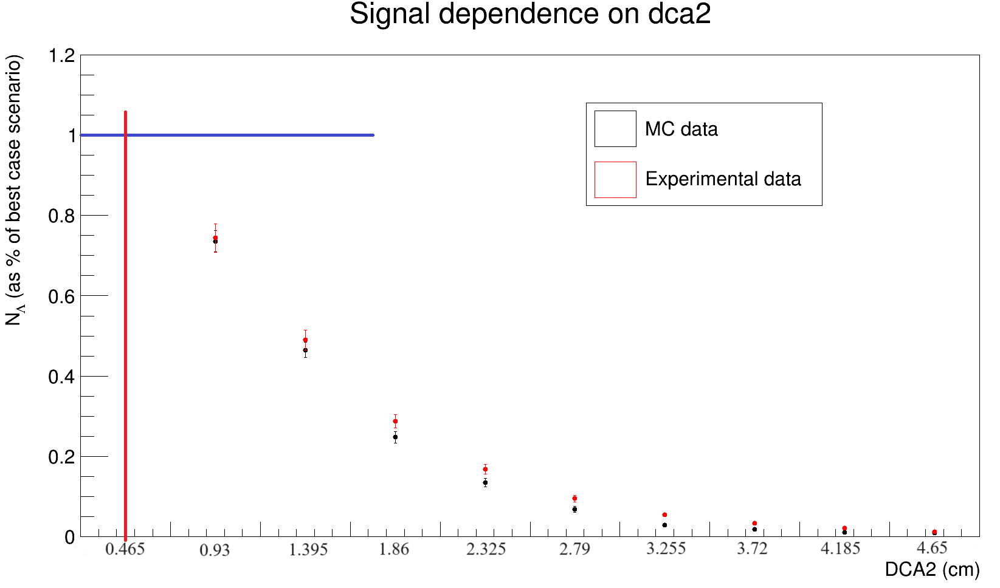 Signal dependence on dca2
N_Λ (as % of best case scenario)
1.2
1
0.8
0.6
0.4
0.2
0
MC data
Experimental data
0.465 0.93 1.395 1.86 2.325 2.79 3.255 3.72 4.185 4.65
DCA2 (cm)